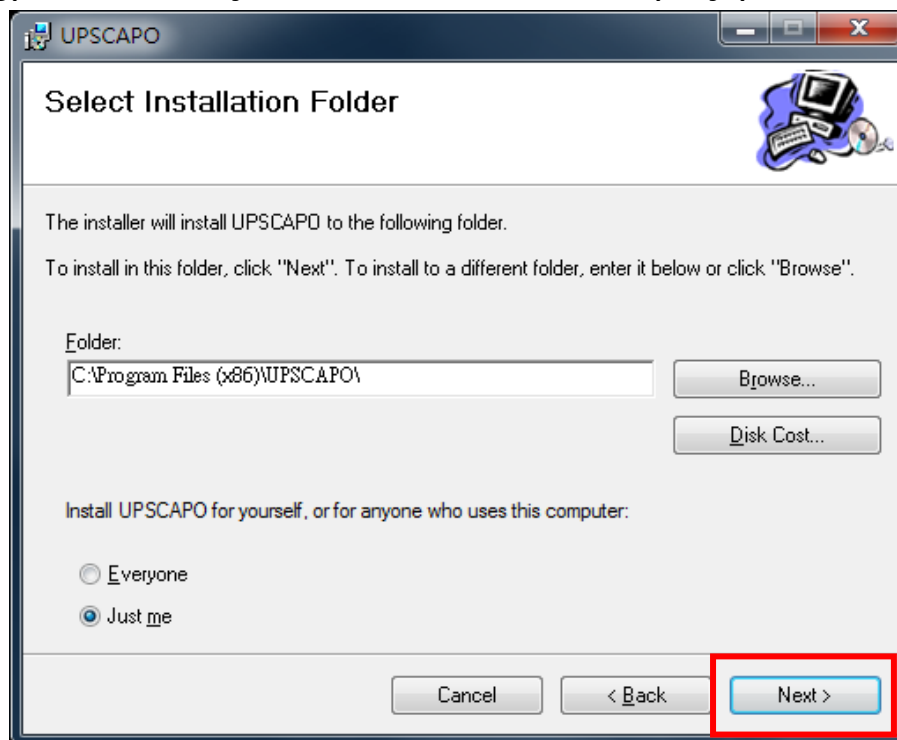 UPSCAPO
Select Installation Folder
The installer will install UPSCAPO to the following folder.
To install in this folder, click "Next". To install to a different folder, enter it below or click "Browse".
Folder:
C:\Program Files (x86)\UPSCAPO\
Browse...
Disk Cost...
Install UPSCAPO for yourself, or for anyone who uses this computer:
Everyone
Just me
Cancel < Back Next >